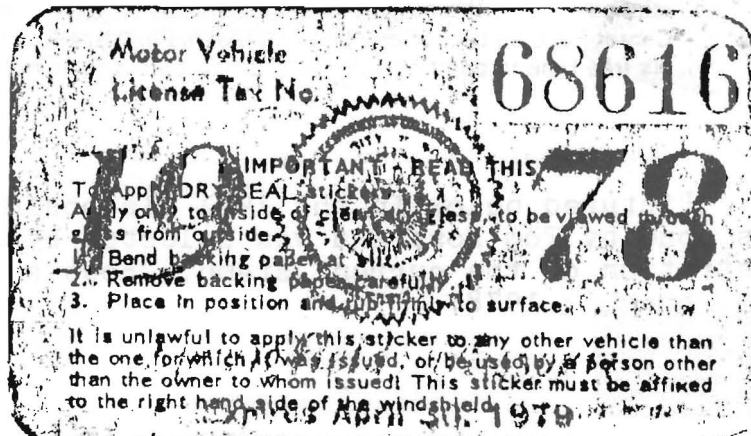 Motor Vehicle
License Tax No.
68616
19 78
IMPORTANT - READ THIS
To Apply DRY SEAL stickers
Apply only to inside of clear, dry glass, to be viewed through
glass from outside.
1. Bend backing paper at slit.
2. Remove backing paper carefully.
3. Place in position and rub firmly to surface.
It is unlawful to apply this sticker to any other vehicle than
the one for which it was issued, or be used by a person other
than the owner to whom issued. This sticker must be affixed
to the right hand side of the windshield.
Expires April 30, 1979